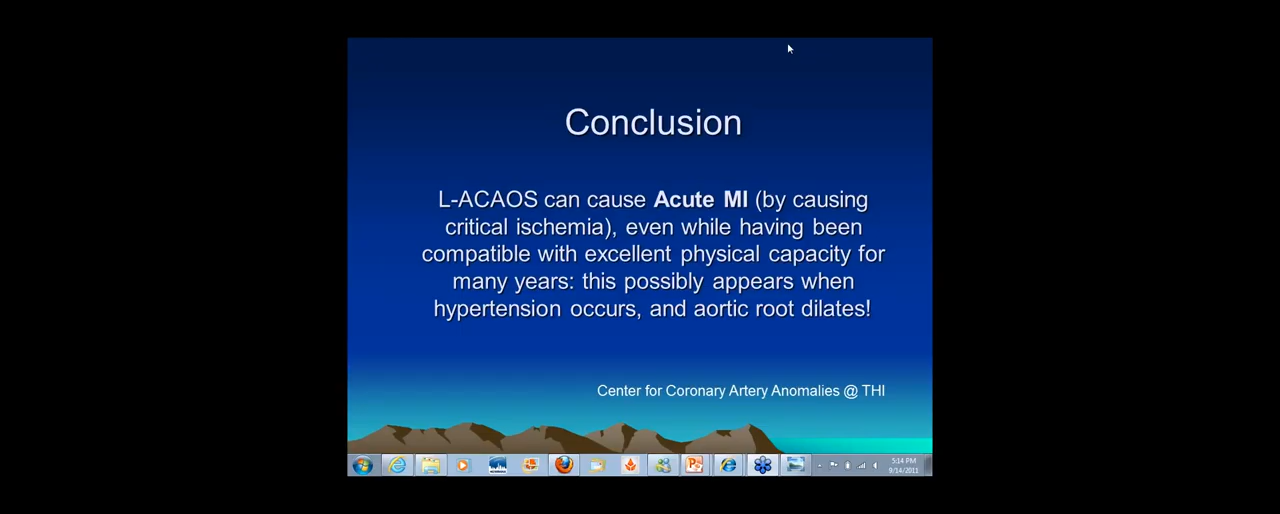 Conclusion
L-ACAOS can cause Acute MI (by causing
critical ischemia), even while having been
compatible with excellent physical capacity for
many years: this possibly appears when
hypertension occurs, and aortic root dilates!
Center for Coronary Artery Anomalies @ THI
5:14 PM
9/14/2011